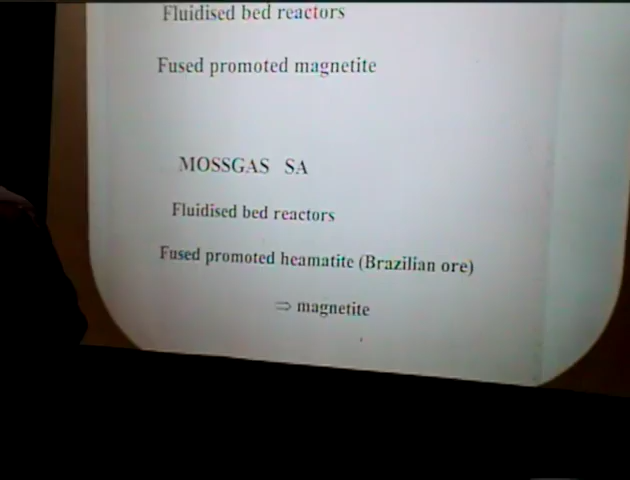 Fluidised bed reactors
Fused promoted magnetite
MOSSGAS SA
Fluidised bed reactors
Fused promoted heamatite (Brazilian ore)
⇒ magnetite